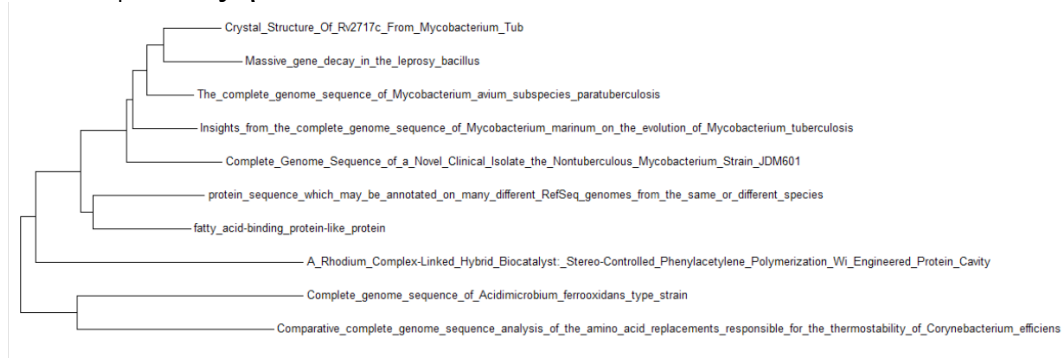 Crystal_Structure_Of_Rv2717c_From_Mycobacterium_Tub
Massive_gene_decay_in_the_leprosy_bacillus
The_complete_genome_sequence_of_Mycobacterium_avium_subspecies_paratuberculosis
Insights_from_the_complete_genome_sequence_of_Mycobacterium_marinum_on_the_evolution_of_Mycobacterium_tuberculosis
Complete_Genome_Sequence_of_a_Novel_Clinical_Isolate_the_Nontuberculous_Mycobacterium_Strain_JDM601
protein_sequence_which_may_be_annotated_on_many_different_RefSeq_genomes_from_the_same_or_different_species
fatty_acid-binding_protein-like_protein
A_Rhodium_Complex-Linked_Hybrid_Biocatalyst:_Stereo-Controlled_Phenylacetylene_Polymerization_Wi_Engineered_Protein_Cavity
Complete_genome_sequence_of_Acidimicrobium_ferrooxidans_type_strain
Comparative_complete_genome_sequence_analysis_of_the_amino_acid_replacements_responsible_for_the_thermostability_of_Corynebacterium_efficiens